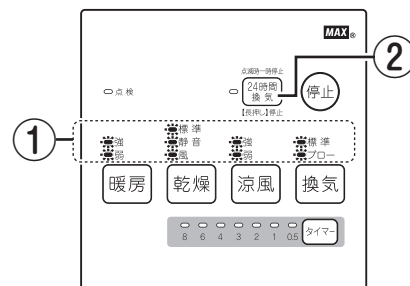 MAX®
②
点滅時一時停止
点検
24時間
換気
停止
【長押し】停止
①
標準
強 静音 強 標準
弱 風 弱 ブロー
暖房 乾燥 涼風 換気
8 6 4 3 2 1 0.5 タイマー